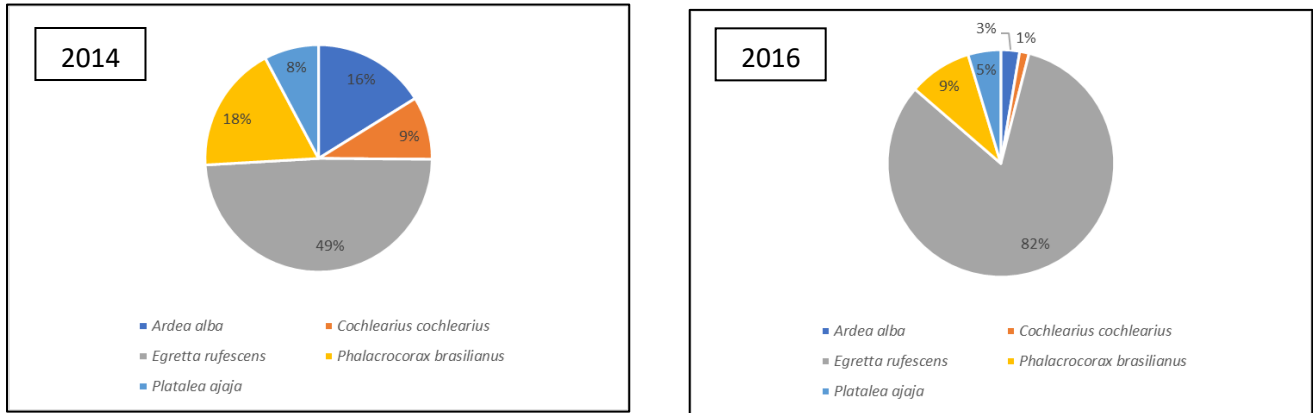 2014
8%
16%
18%
9%
49%
Ardea alba
Cochlearius cochlearius
Egretta rufescens
Phalacrocorax brasilianus
Platalea ajaja
2016
3%
1%
5%
9%
82%
Ardea alba
Cochlearius cochlearius
Egretta rufescens
Phalacrocorax brasilianus
Platalea ajaja